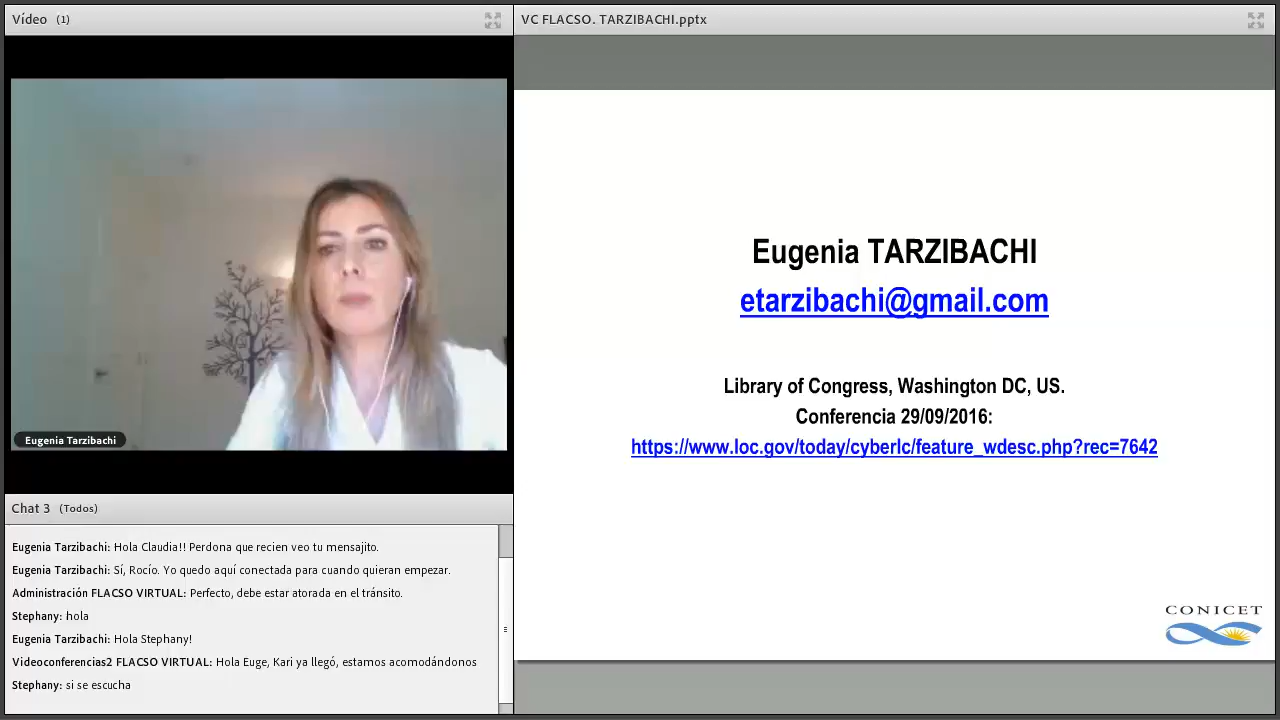 Vídeo (1)
Eugenia Tarzibachi
Chat 3 (Todos)
Eugenia Tarzibachi: Hola Claudia!! Perdona que recien veo tu mensajito.
Eugenia Tarzibachi: Sí, Rocío. Yo quedo aquí conectada para cuando quieran empezar.
Administración FLACSO VIRTUAL: Perfecto, debe estar atorada en el tránsito.
Stephany: hola
Eugenia Tarzibachi: Hola Stephany!
Videoconferencias2 FLACSO VIRTUAL: Hola Euge, Kari ya llegó, estamos acomodándonos
Stephany: si se escucha
VC FLACSO. TARZIBACHI.pptx
Eugenia TARZIBACHI
etarzibachi@gmail.com
Library of Congress, Washington DC, US.
Conferencia 29/09/2016:
https://www.loc.gov/today/cyberlc/feature_wdesc.php?rec=7642
CONICET